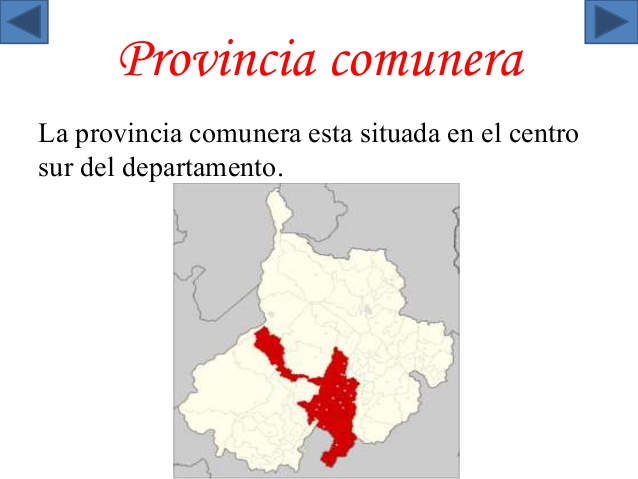 Provincia comunera
La provincia comunera esta situada en el centro
sur del departamento.